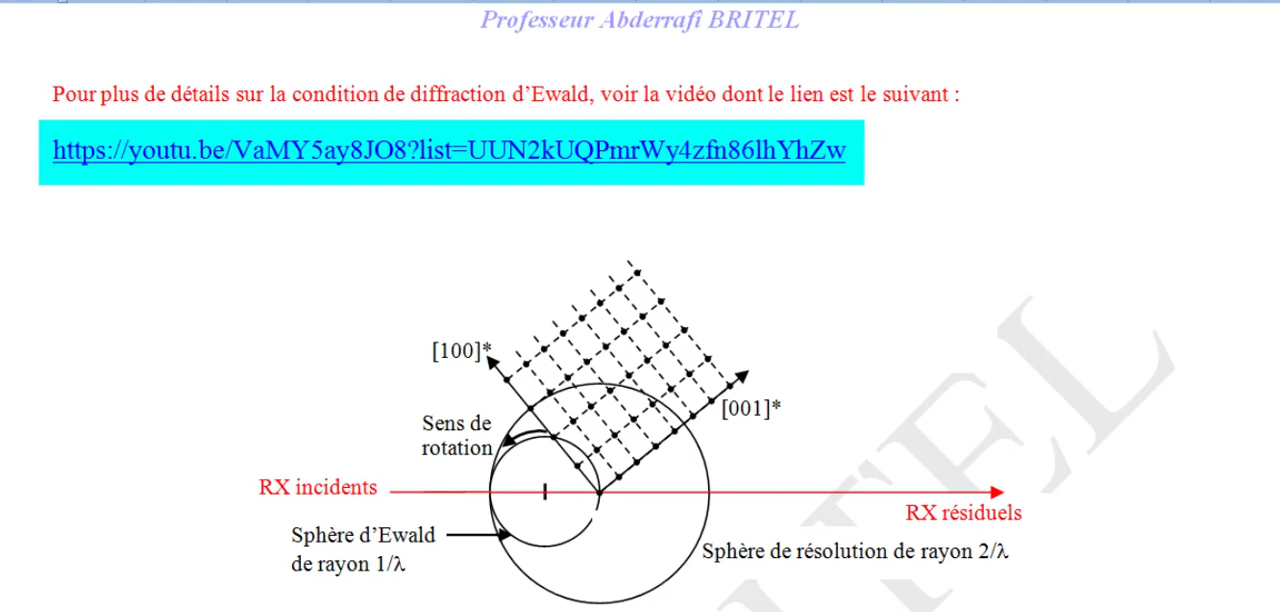 Professeur Abderrafî BRITEL
Pour plus de détails sur la condition de diffraction d’Ewald, voir la vidéo dont le lien est le suivant :
https://youtu.be/VaMY5ay8JO8?list=UUN2kUQPmrWy4zfn86lhYhZw
[100]*
[001]*
Sens de
rotation
RX incidents
RX résiduels
Sphère d’Ewald
de rayon 1/λ
Sphère de résolution de rayon 2/λ
TEL